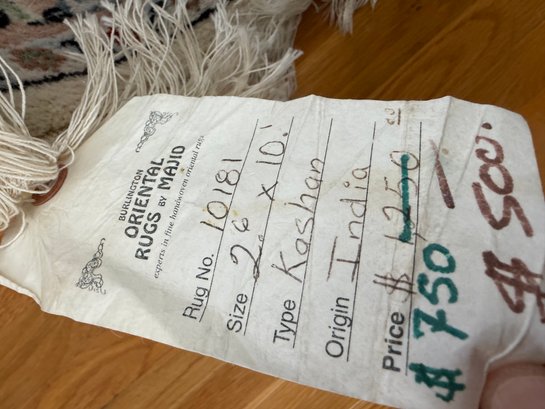 BURLINGTON
ORIENTAL
RUGS BY MAJID
experts in fine handwoven oriental rugs
Rug No. 10181
Size 2.6 x 10.'
Type Kashan
Origin India
Price $ 1250.00
$ 750
$ 500.